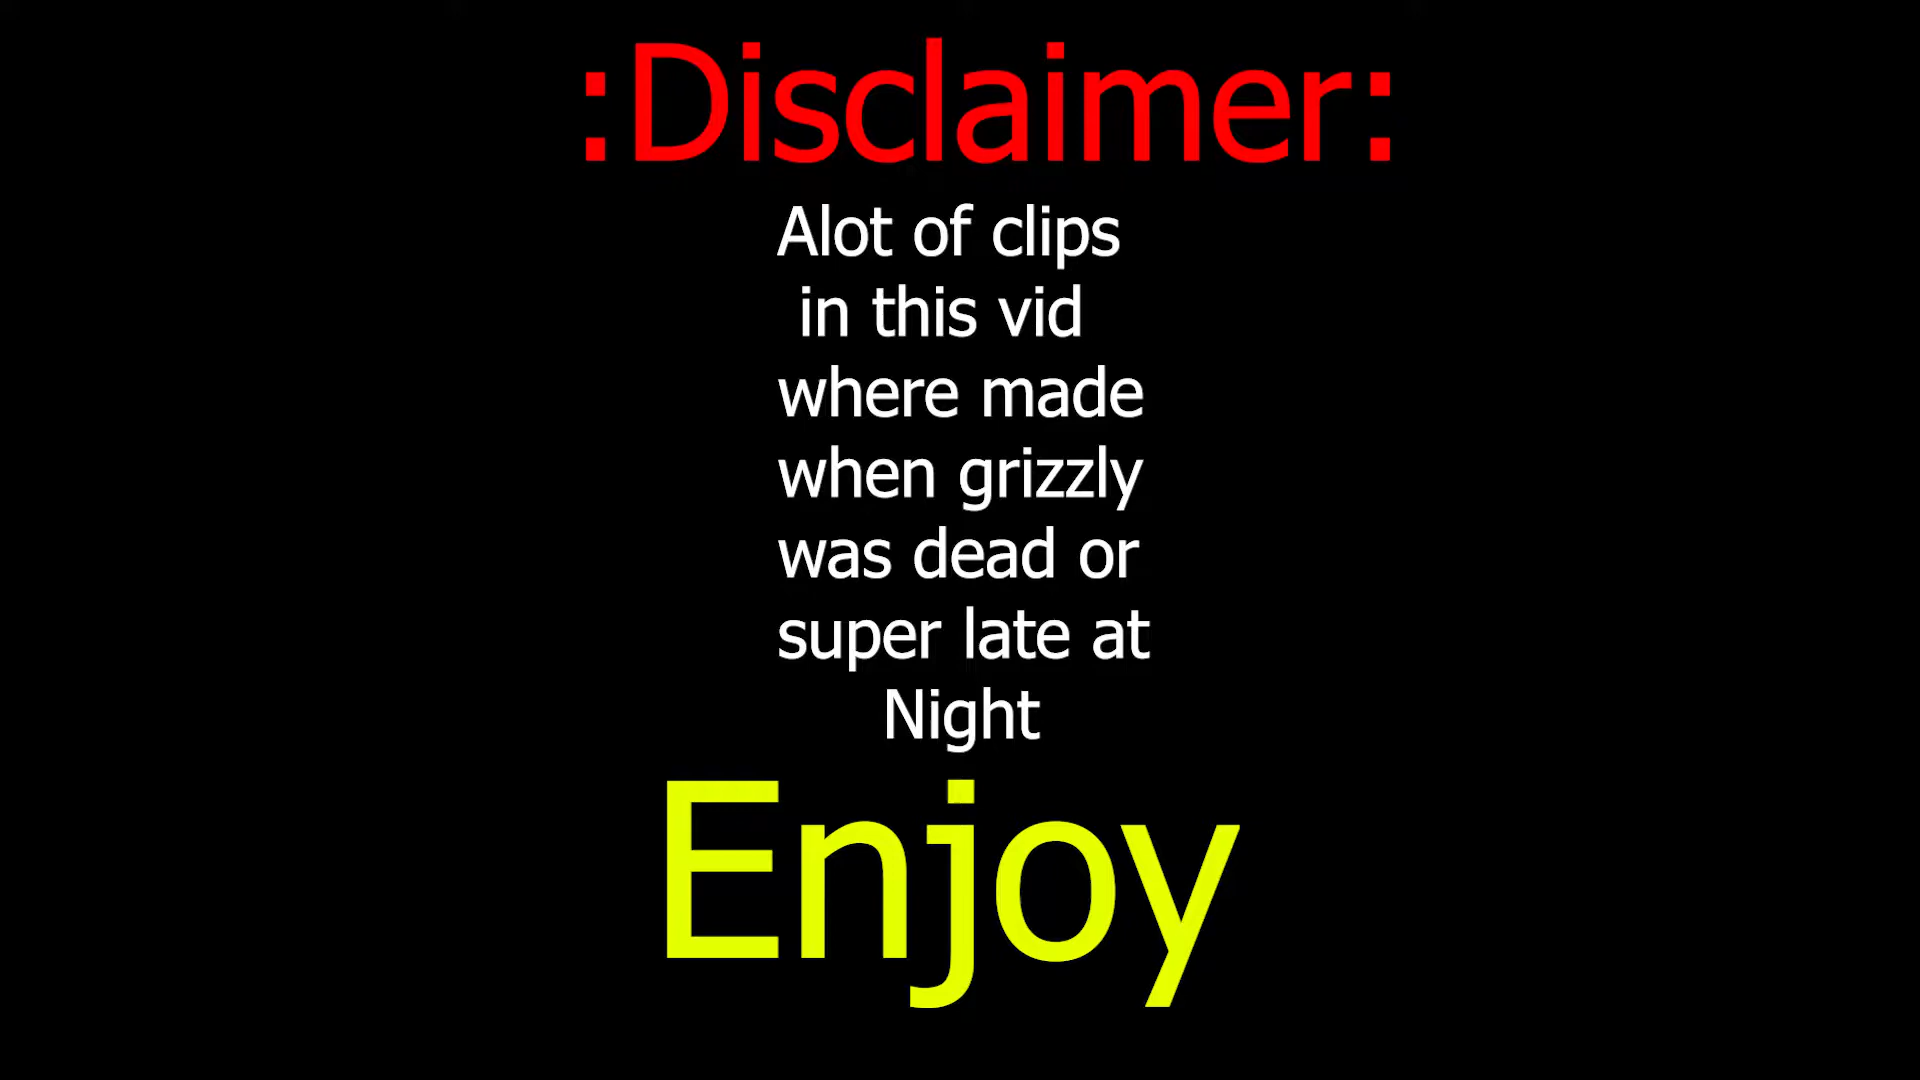 :Disclaimer:
Alot of clips
in this vid
where made
when grizzly
was dead or
super late at
Night
Enjoy